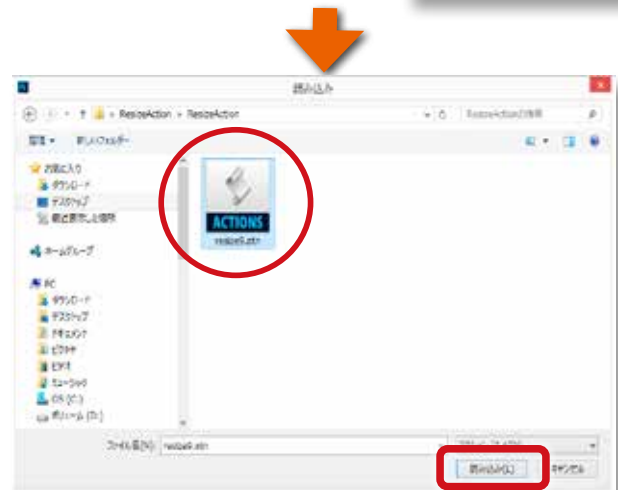 読み込み
ResizeAction ▸ ResizeAction
ResizeActionの検索
整理 新しいフォルダー
お気に入り
ダウンロード
デスクトップ
最近表示した場所
ACTIONS
ホームグループ
PC
ダウンロード
デスクトップ
ドキュメント
ピクチャ
ビデオ
ミュージック
OS (C:)
ボリューム (D:)
ファイル名(N):
読み込み(L)
キャンセル